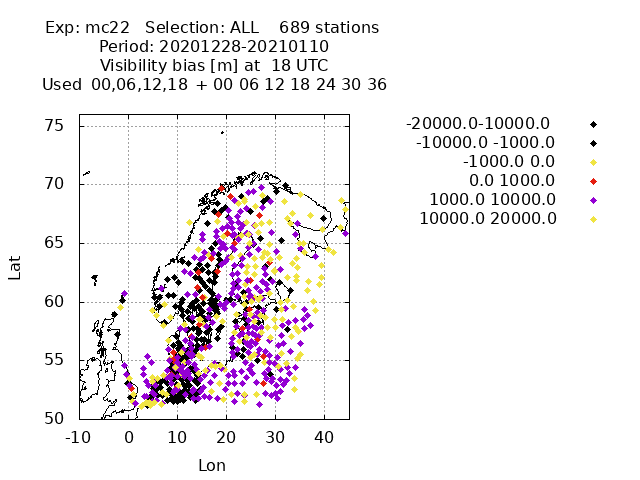 Exp: mc22   Selection: ALL    689 stations
Period: 20201228-20210110
Visibility bias [m] at  18 UTC
Used  00,06,12,18  + 00 06 12 18 24 30 36
-20000.0-10000.0
-10000.0 -1000.0
-1000.0 0.0
0.0 1000.0
1000.0 10000.0
10000.0 20000.0
75
70
65
60
55
50
Lat
-10 0 10 20 30 40
Lon